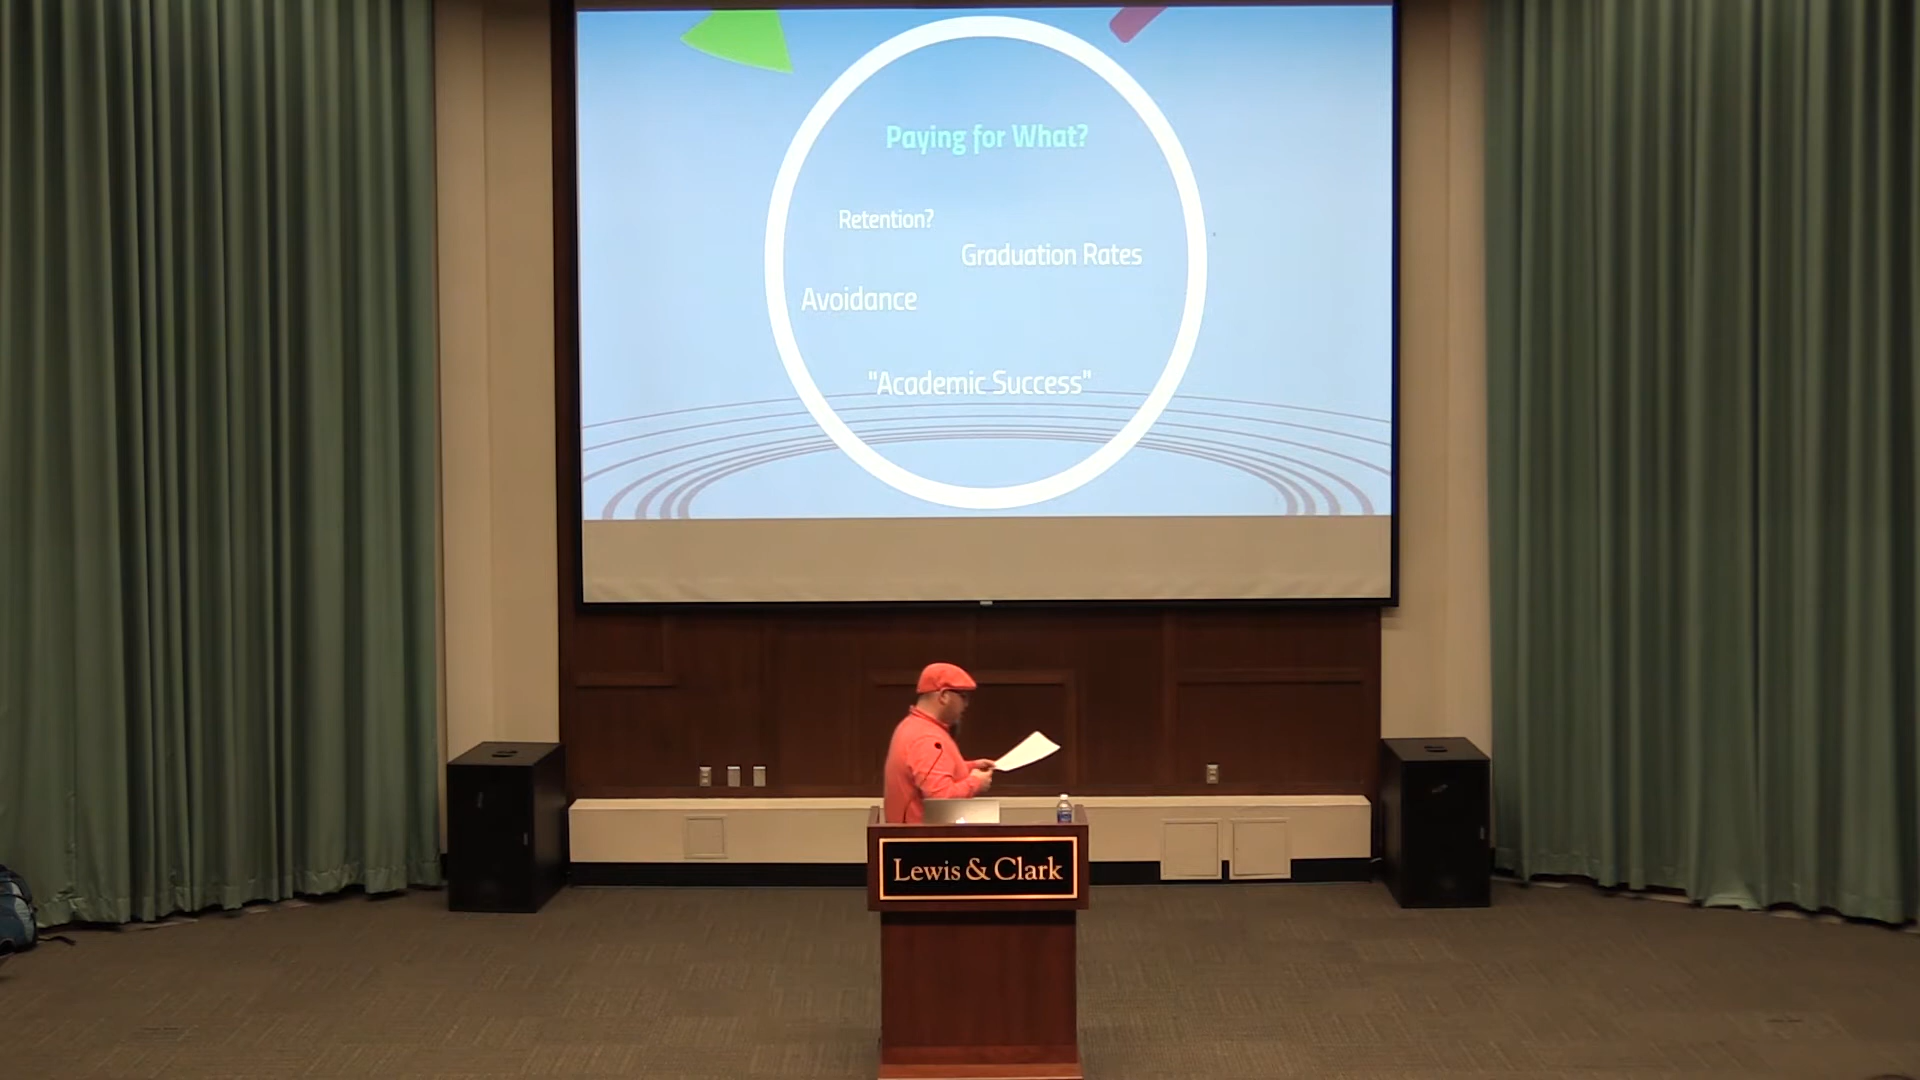 Paying for What?
Retention?
Graduation Rates
Avoidance
"Academic Success"
Lewis & Clark